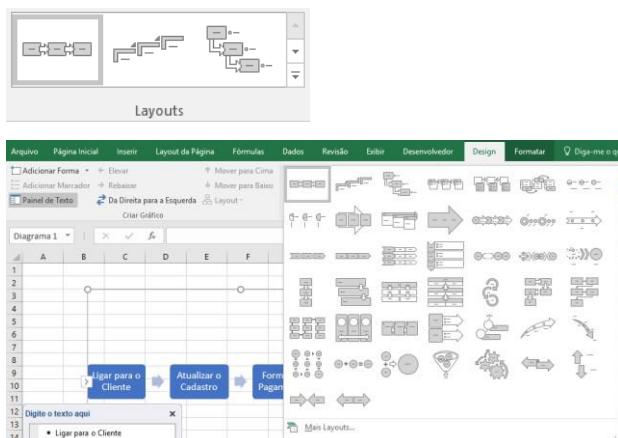 Layouts
Arquivo Página Inicial Inserir Layout da Página Fórmulas Dados Revisão Exibir Desenvolvedor Design Formatar Diga-me o q
Adicionar Forma Elevar Mover para Cima
Adicionar Marcador Rebaixar Mover para Baixo
Painel de Texto Da Direita para a Esquerda Layout
Criar Gráfico
Diagrama 1 fx
A B C D E F
1
2
3
4
5
6
7
8
9
10
11
12
13
14
Ligar para o Cliente
Atualizar o Cadastro
Form
Pagan
Digite o texto aqui X
• Ligar para o Cliente
Mais Layouts...